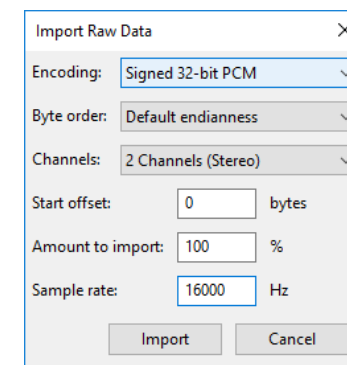 Import Raw Data
Encoding: Signed 32-bit PCM
Byte order: Default endianness
Channels: 2 Channels (Stereo)
Start offset: 0 bytes
Amount to import: 100 %
Sample rate: 16000 Hz
Import Cancel